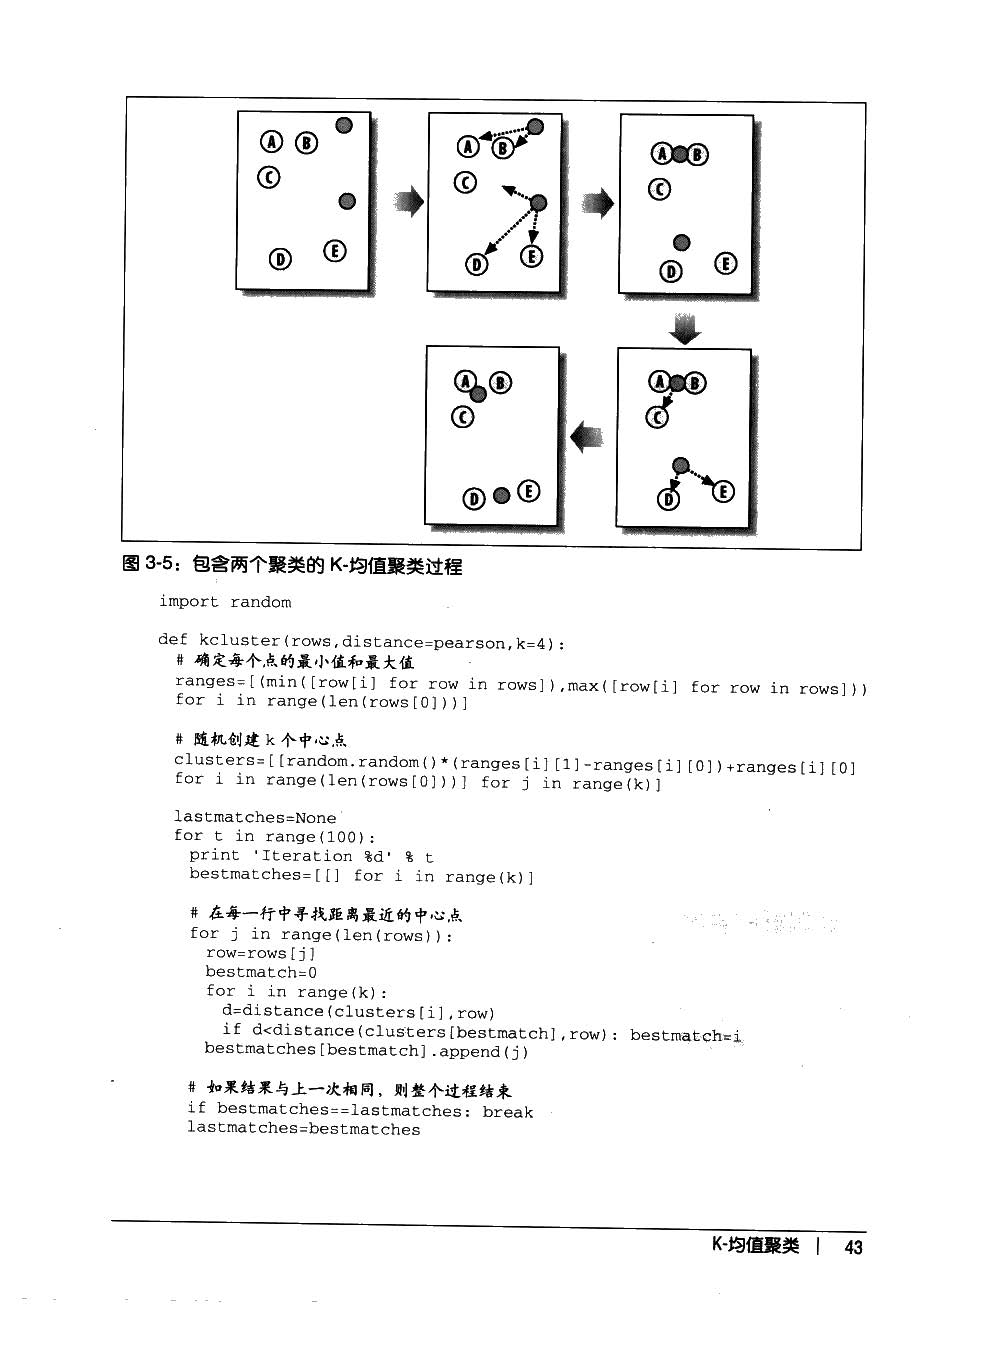 A B
C
D E
A B
C
D E
A B
C
D E
A B
C
D E
A B
C
D E
图 3-5：包含两个聚类的 K-均值聚类过程
import random
def kcluster(rows,distance=pearson,k=4):
# 确定每个点的最小值和最大值
ranges=[(min([row[i] for row in rows]),max([row[i] for row in rows]))
for i in range(len(rows[0]))]
# 随机创建 k 个中心点
clusters=[[random.random()*(ranges[i][1]-ranges[i][0])+ranges[i][0]
for i in range(len(rows[0]))] for j in range(k)]
lastmatches=None
for t in range(100):
print 'Iteration %d' % t
bestmatches=[[] for i in range(k)]
# 在每一行中寻找距离最近的中心点
for j in range(len(rows)):
row=rows[j]
bestmatch=0
for i in range(k):
d=distance(clusters[i],row)
if d<distance(clusters[bestmatch],row): bestmatch=i
bestmatches[bestmatch].append(j)
# 如果结果与上一次相同，则整个过程结束
if bestmatches==lastmatches: break
lastmatches=bestmatches
K-均值聚类 | 43